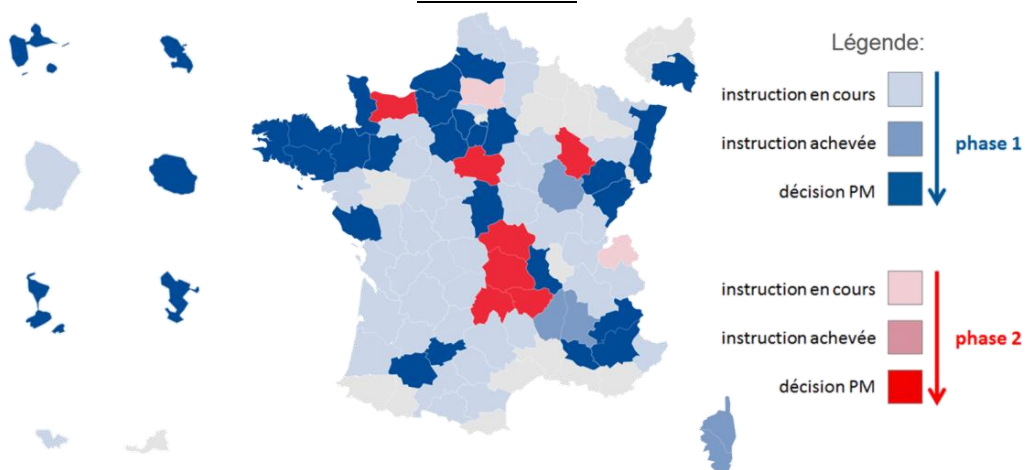 Légende:
instruction en cours
instruction achevée
phase 1
décision PM
instruction en cours
instruction achevée
phase 2
décision PM